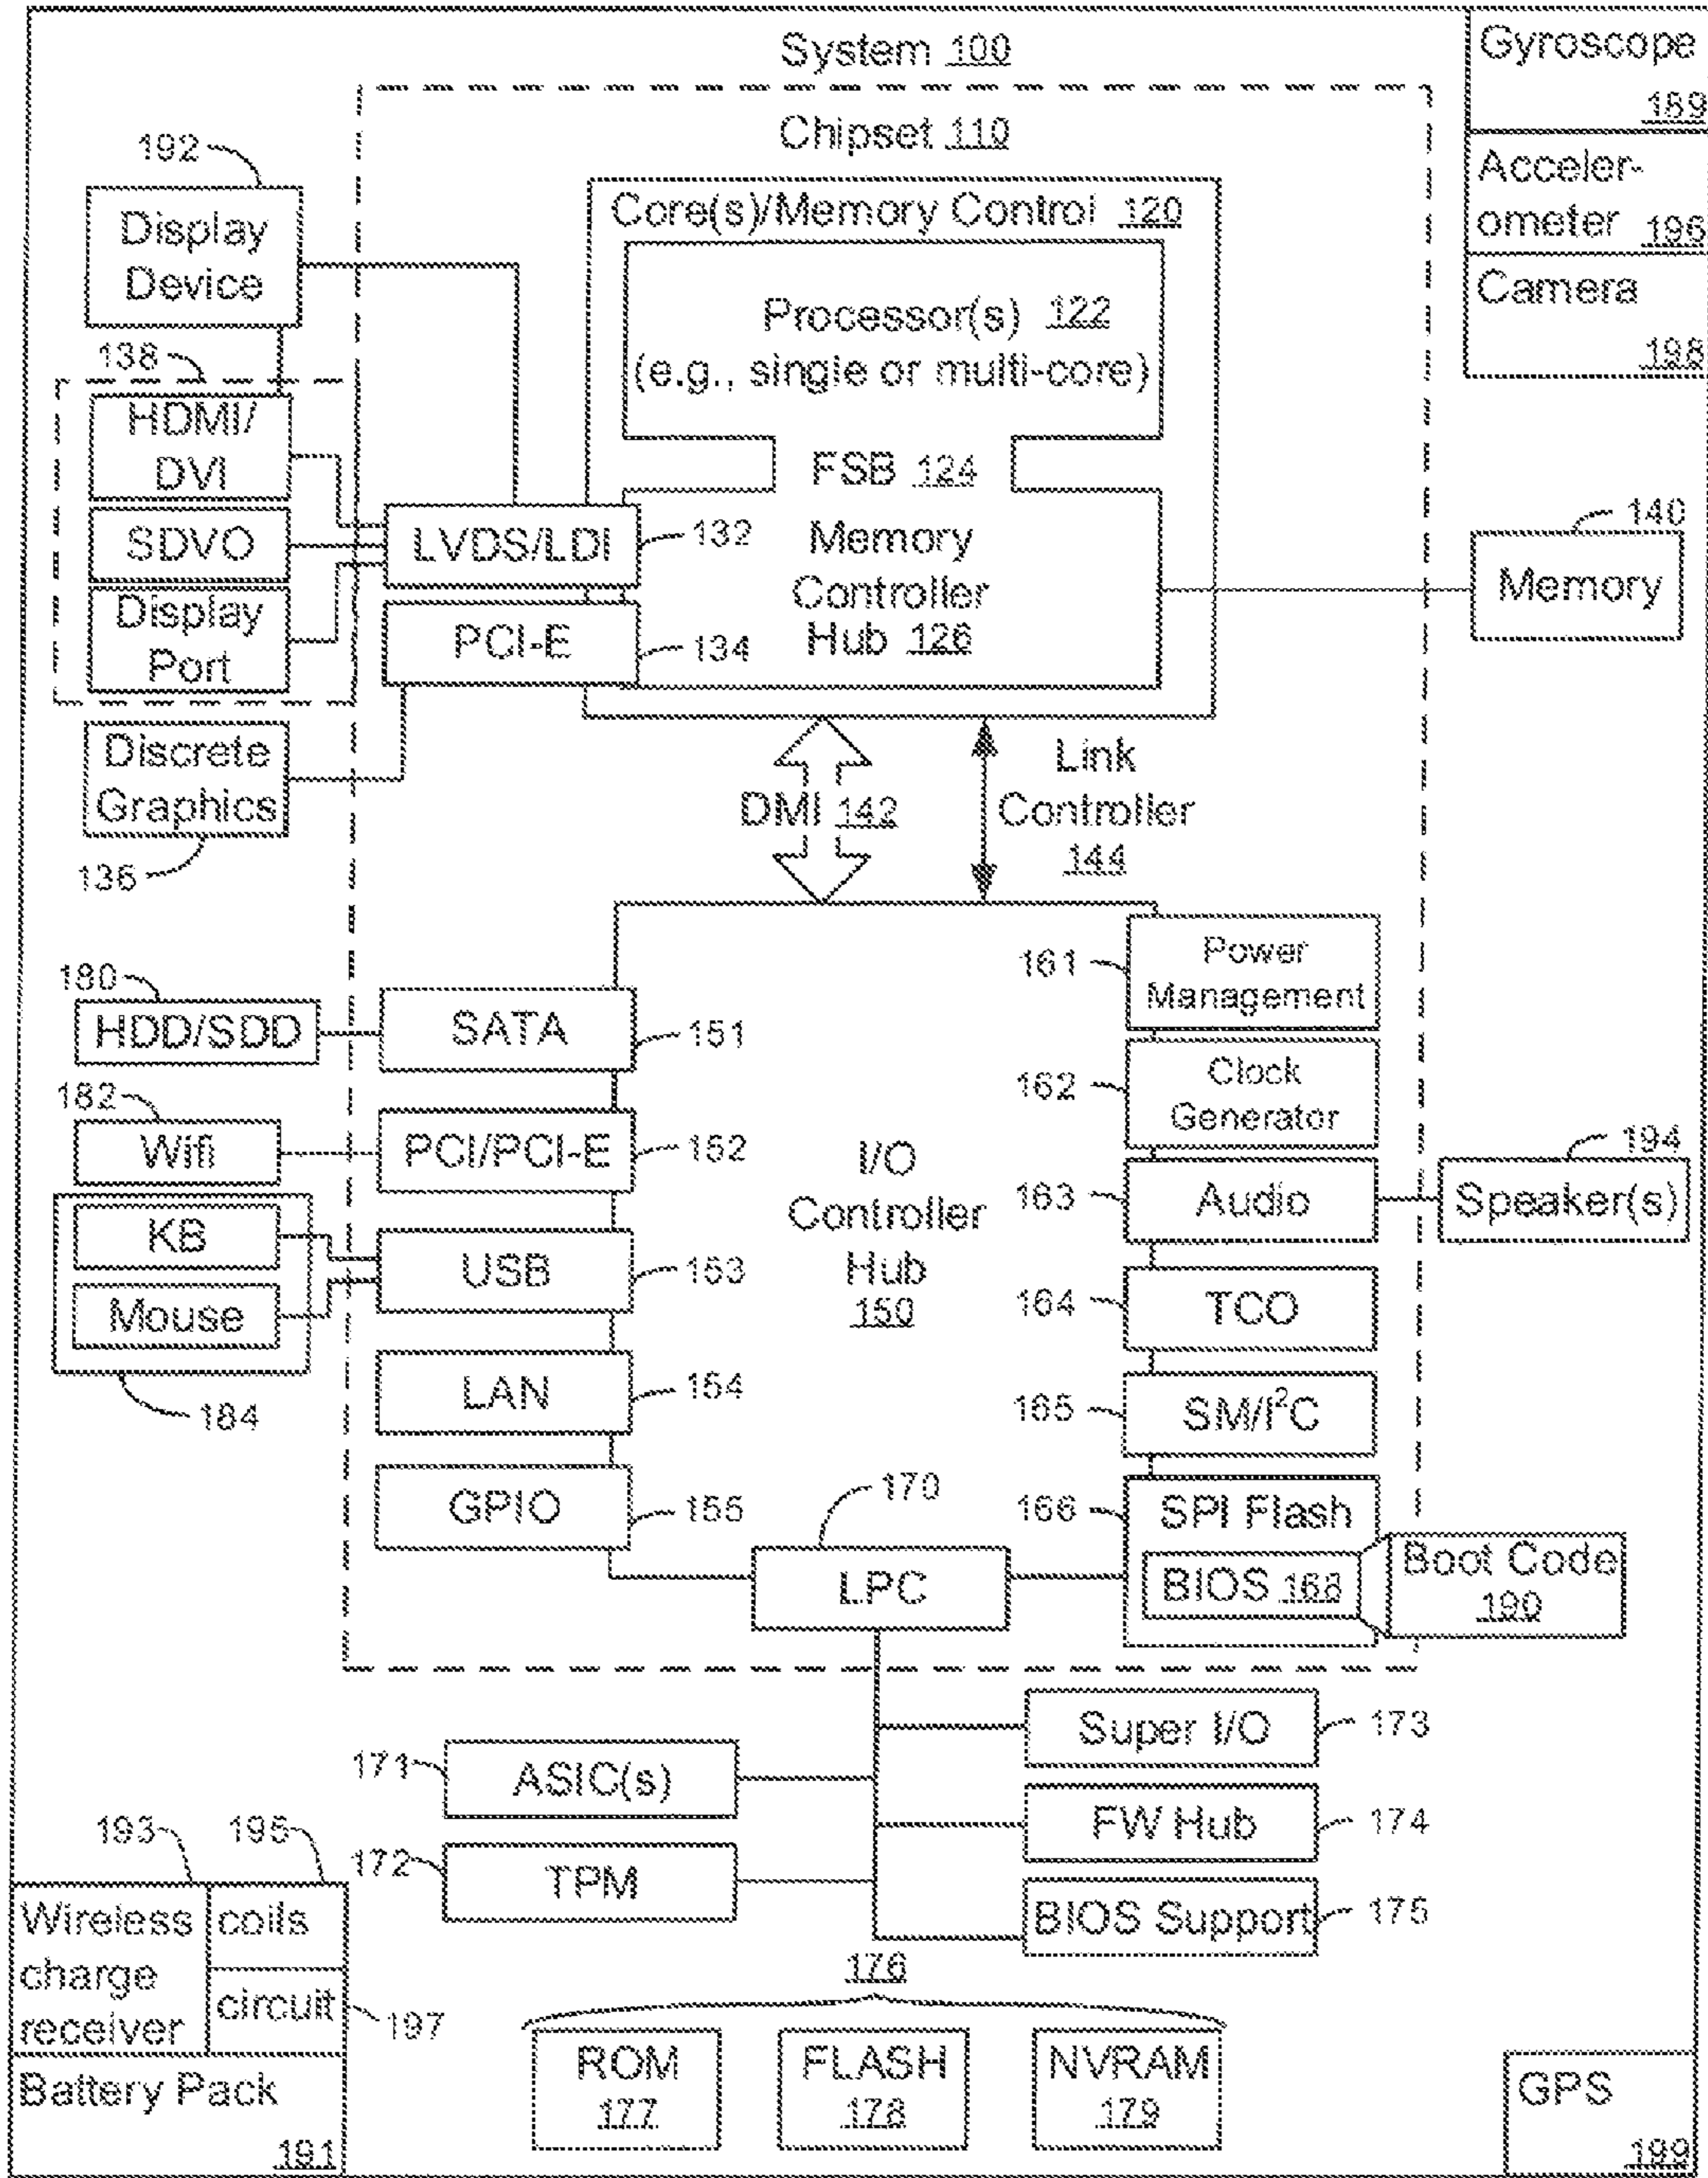 System 100
Gyroscope
189
Acceler-
ometer 196
Camera
198
Chipset 110
192
Display
Device
Core(s)/Memory Control 120
Processor(s) 122
(e.g., single or multi-core)
FSB 124
Memory
Controller
Hub 126
138
HDMI/
DVI
SDVO
Display
Port
LVDS/LDI
132
PCI-E
134
140
Memory
Discrete
Graphics
136
DMI 142
Link
Controller
144
180
HDD/SDD
SATA
151
182
Wifi
PCI/PCI-E
152
KB
Mouse
184
USB
153
LAN
154
GPIO
155
I/O
Controller
Hub
150
161
Power
Management
162
Clock
Generator
163
Audio
194
Speaker(s)
164
TCO
165
SM/I²C
166
SPI Flash
BIOS 168
Boot Code
190
170
LPC
171
ASIC(s)
172
TPM
Super I/O
173
FW Hub
174
BIOS Support
175
176
ROM
177
FLASH
178
NVRAM
179
193
195
Wireless
charge
receiver
coils
circuit
197
Battery Pack
191
GPS
199